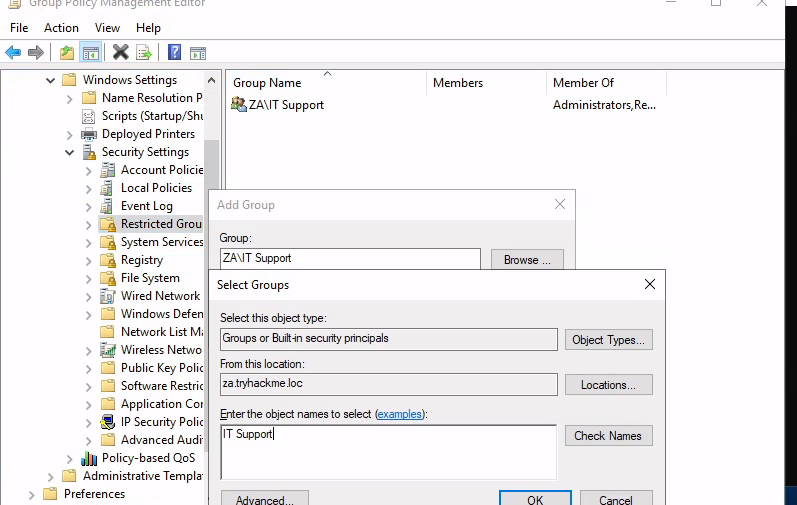 Group Policy Management Editor
File Action View Help
Windows Settings
Name Resolution P
Scripts (Startup/Shu
Deployed Printers
Security Settings
Account Policie
Local Policies
Event Log
Restricted Grou
System Services
Registry
File System
Wired Network
Windows Defen
Network List Ma
Wireless Netwo
Public Key Polic
Software Restric
Application Con
IP Security Polic
Advanced Audi
Policy-based QoS
Administrative Templat
Preferences
Group Name Members Member Of
ZA\IT Support Administrators,Re...
Add Group
Group:
ZA\IT Support Browse ...
Select Groups
Select this object type:
Groups or Built-in security principals Object Types...
From this location:
za.tryhackme.loc Locations...
Enter the object names to select (examples):
IT Support Check Names
Advanced... OK Cancel